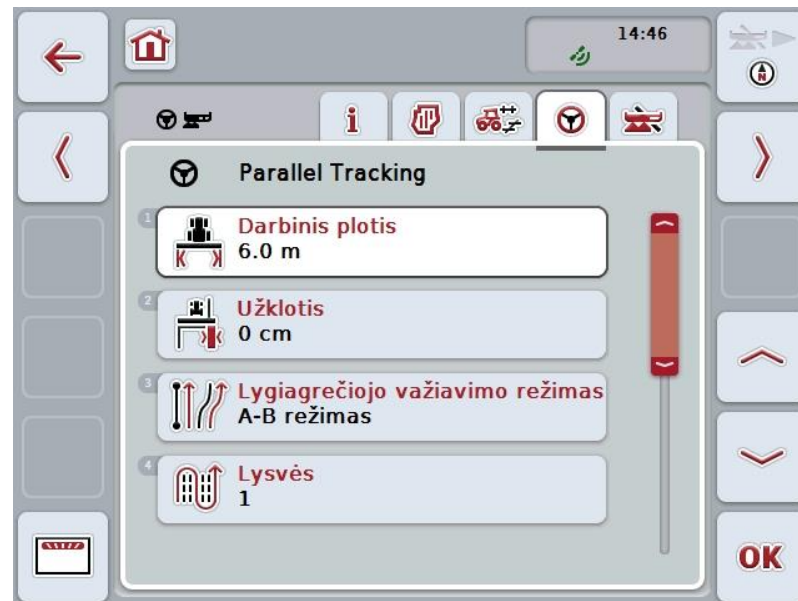 14:46
N
i
Parallel Tracking
1
Darbinis plotis
6.0 m
2
Užklotis
0 cm
3
Lygiagrečiojo važiavimo režimas
A-B režimas
4
Lysvės
1
OK